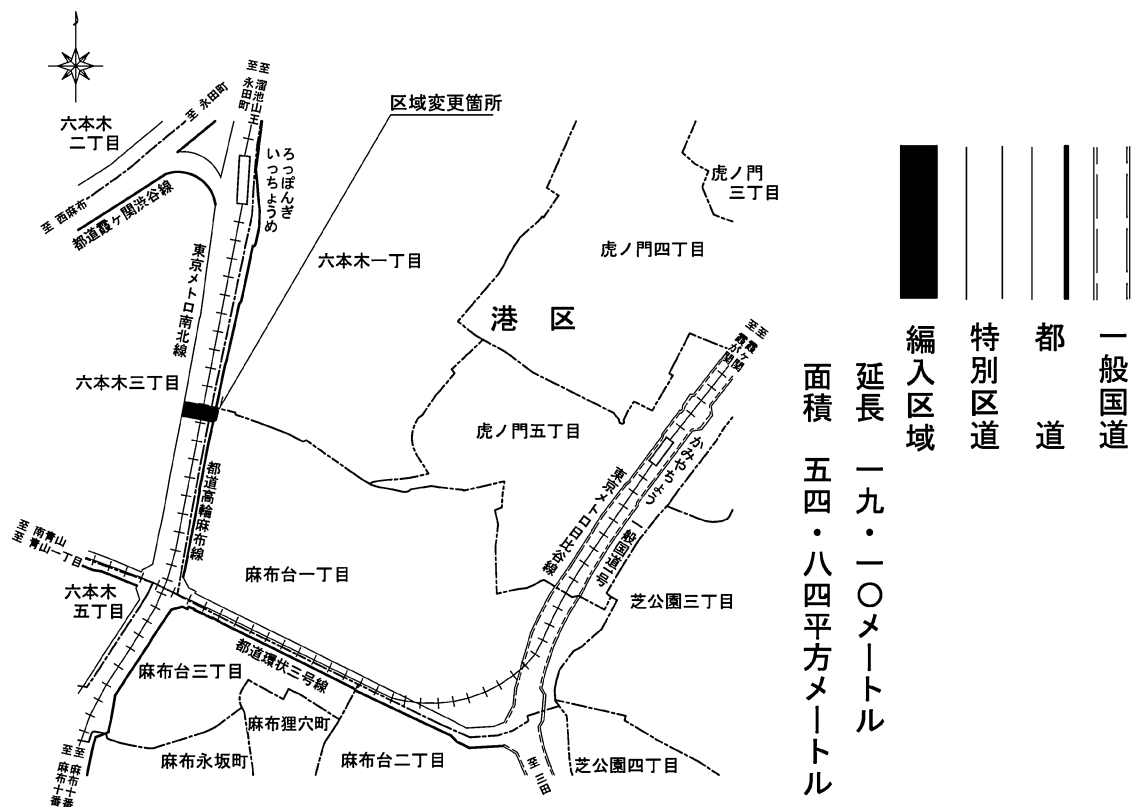 至 溜池山王
至 永田町
至 永田町
区域変更箇所
六本木
二丁目
ろっぽんぎ
いっちょうめ
虎ノ門
三丁目
至 西麻布
都道霞ヶ関渋谷線
東京メトロ南北線
六本木一丁目
虎ノ門四丁目
港 区
至 霞ヶ関
至 霞が関
六本木三丁目
虎ノ門五丁目
かみやちょう
東京メトロ日比谷線
一般国道一号
都道高輪麻布線
至 南青山
至 青山一丁目
麻布台一丁目
六本木
五丁目
芝公園三丁目
都道環状三号線
麻布台三丁目
麻布狸穴町
麻布永坂町
麻布台二丁目
芝公園四丁目
至 三田
至 麻布十番
至 麻布十番
一般国道
都 道
特別区道
編入区域
延長 一九・一〇メートル
面積 五四・八四平方メートル